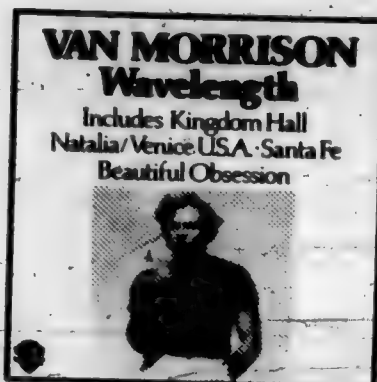 VAN MORRISON
Wavelength
Includes Kingdom Hall
Natalia/Venice U.S.A. · Santa Fe
Beautiful Obsession